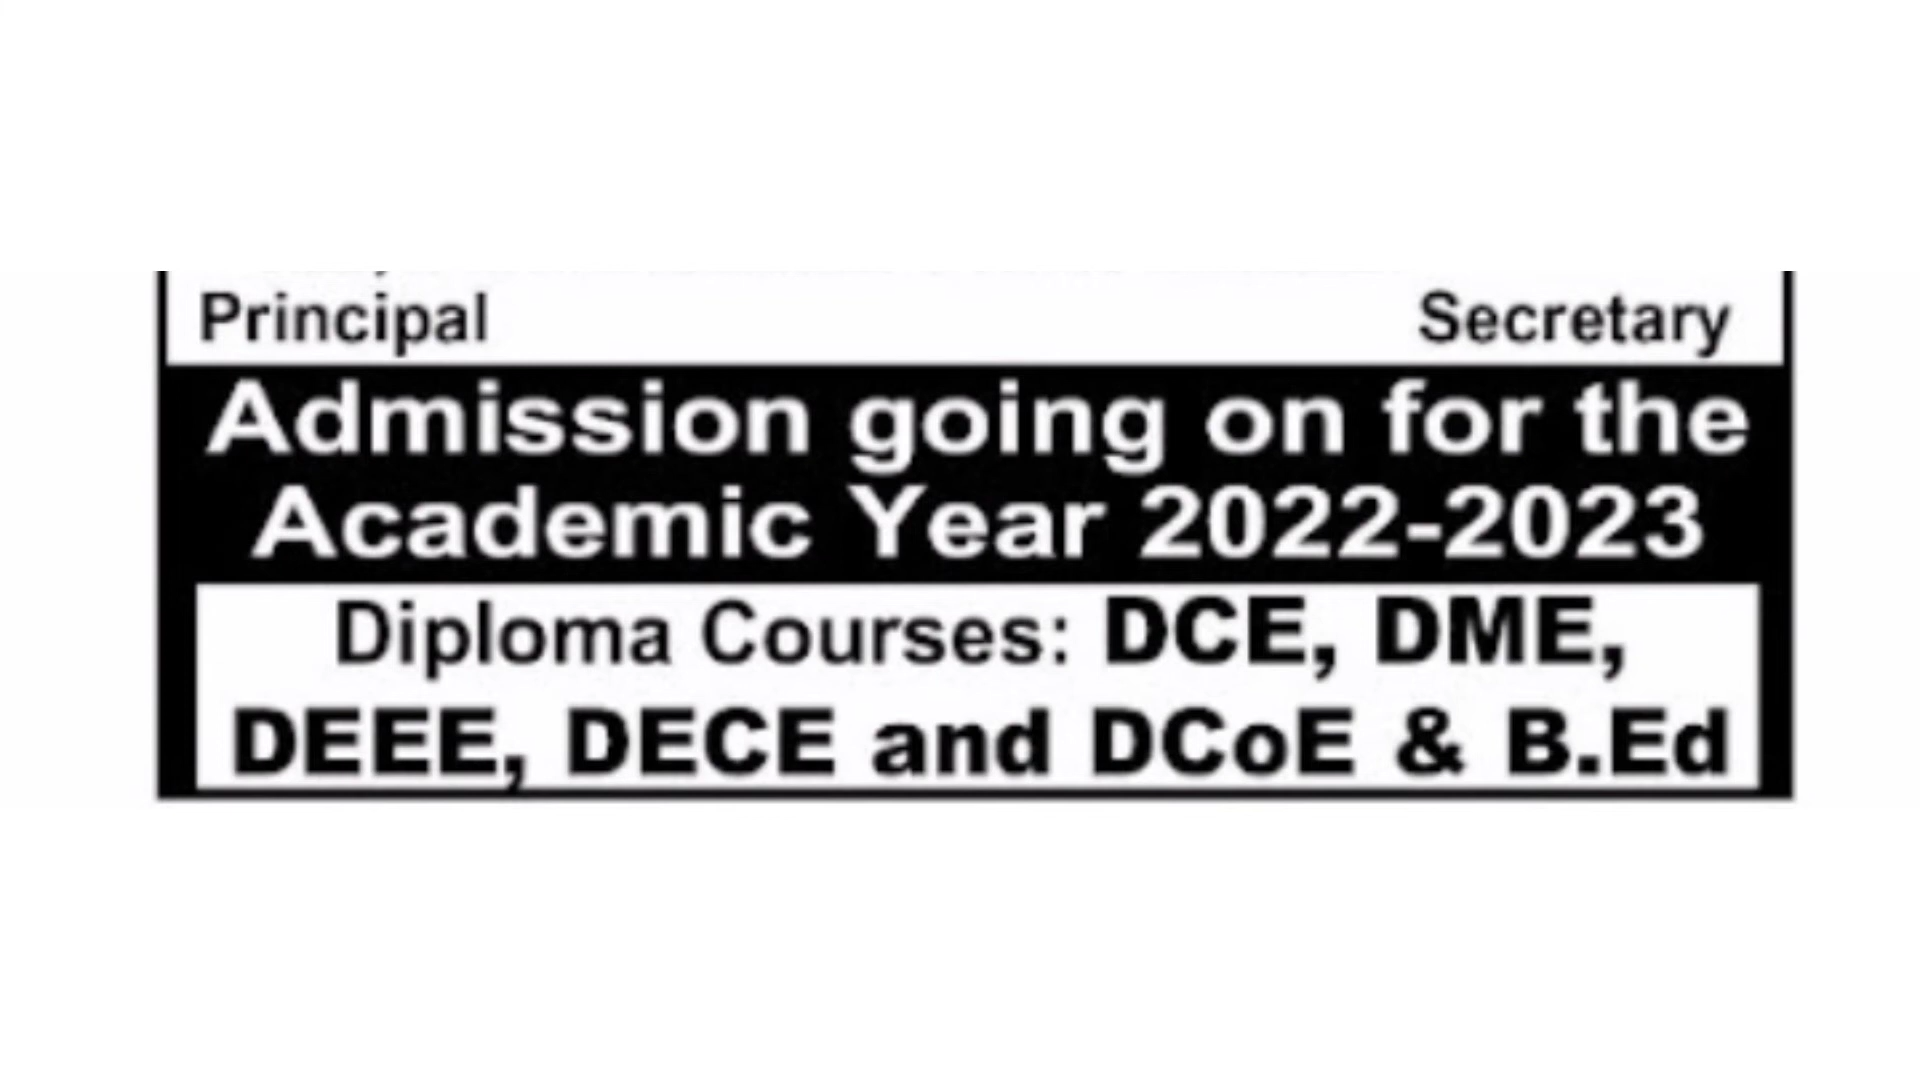 Principal Secretary
Admission going on for the
Academic Year 2022-2023
Diploma Courses: DCE, DME,
DEEE, DECE and DCoE & B.Ed